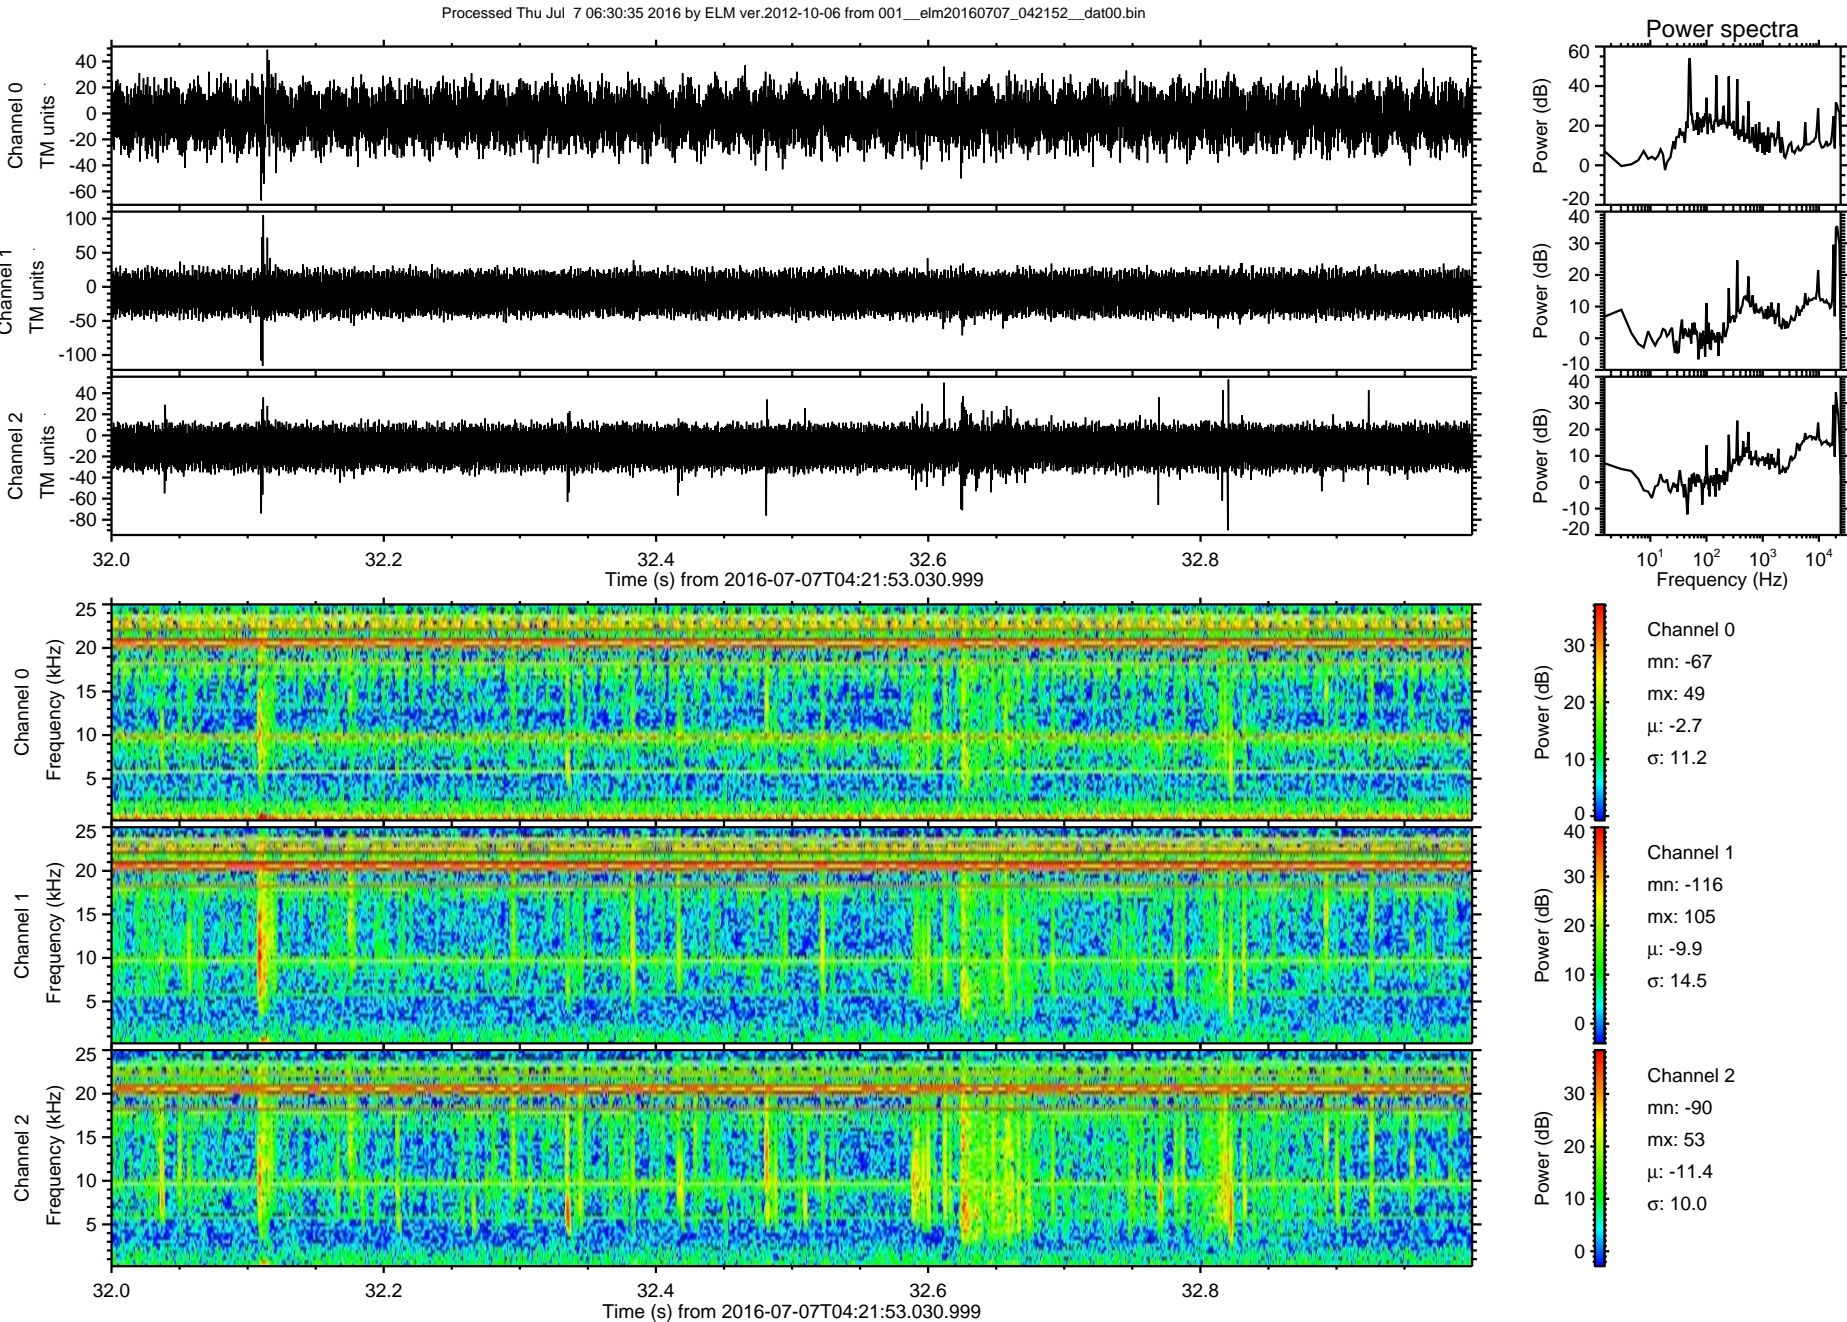 Processed Thu Jul 7 06:30:35 2016 by ELM ver.2012-10-06 from 001__elm20160707_042152__dat00.bin
Power spectra
Channel 0
TM units
40
20
0
-20
-40
-60
Power (dB)
60
40
20
0
-20
Channel 1
TM units
100
50
0
-50
-100
Power (dB)
40
30
20
10
0
-10
Channel 2
TM units
40
20
0
-20
-40
-60
-80
Power (dB)
40
30
20
10
0
-10
-20
32.0 32.2 32.4 32.6 32.8
Time (s) from 2016-07-07T04:21:53.030.999
10^1 10^2 10^3 10^4
Frequency (Hz)
Channel 0
Frequency (kHz)
25
20
15
10
5
Power (dB)
30
20
10
0
Channel 0
mn: -67
mx: 49
μ: -2.7
σ: 11.2
Channel 1
Frequency (kHz)
25
20
15
10
5
Power (dB)
40
30
20
10
0
Channel 1
mn: -116
mx: 105
μ: -9.9
σ: 14.5
Channel 2
Frequency (kHz)
25
20
15
10
5
Power (dB)
30
20
10
0
Channel 2
mn: -90
mx: 53
μ: -11.4
σ: 10.0
32.0 32.2 32.4 32.6 32.8
Time (s) from 2016-07-07T04:21:53.030.999